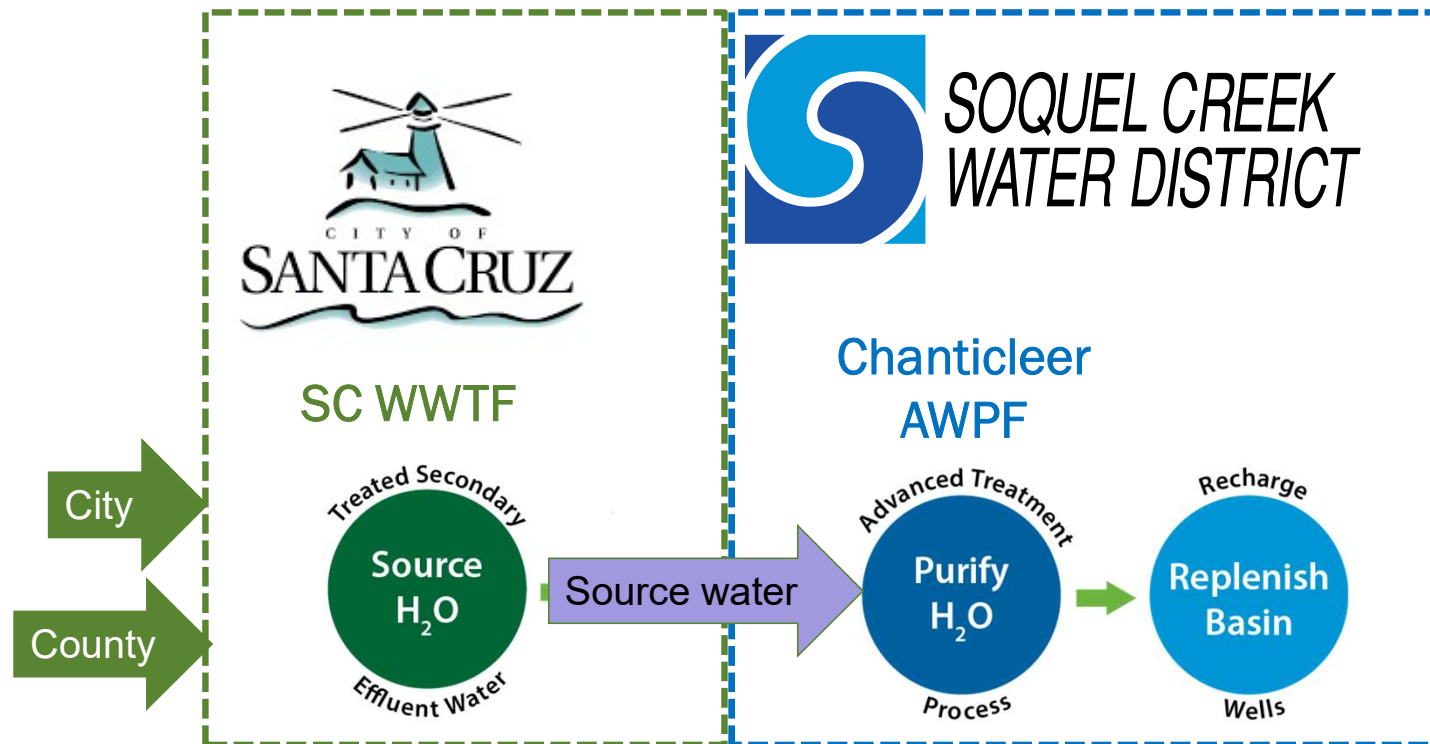 CITY OF
SANTA CRUZ
SOQUEL CREEK
WATER DISTRICT
SC WWTF
Chanticleer
AWPF
City
County
Treated Secondary
Source
H₂O
Effluent Water
Source water
Advanced Treatment
Purify
H₂O
Process
Recharge
Replenish
Basin
Wells